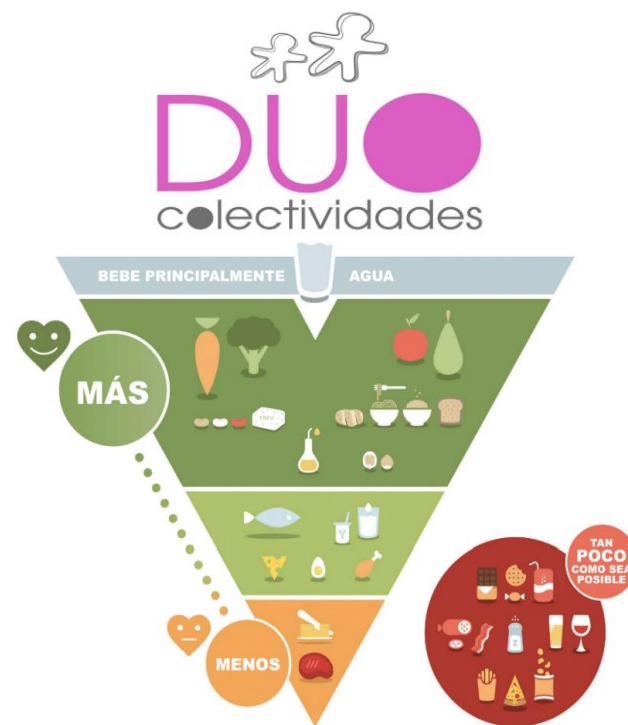 DUO
colectividades
BEBE PRINCIPALMENTE AGUA
MÁS
TOFU
Y
Z
TAN
POCO
COMO SEA
POSIBLE
MENOS